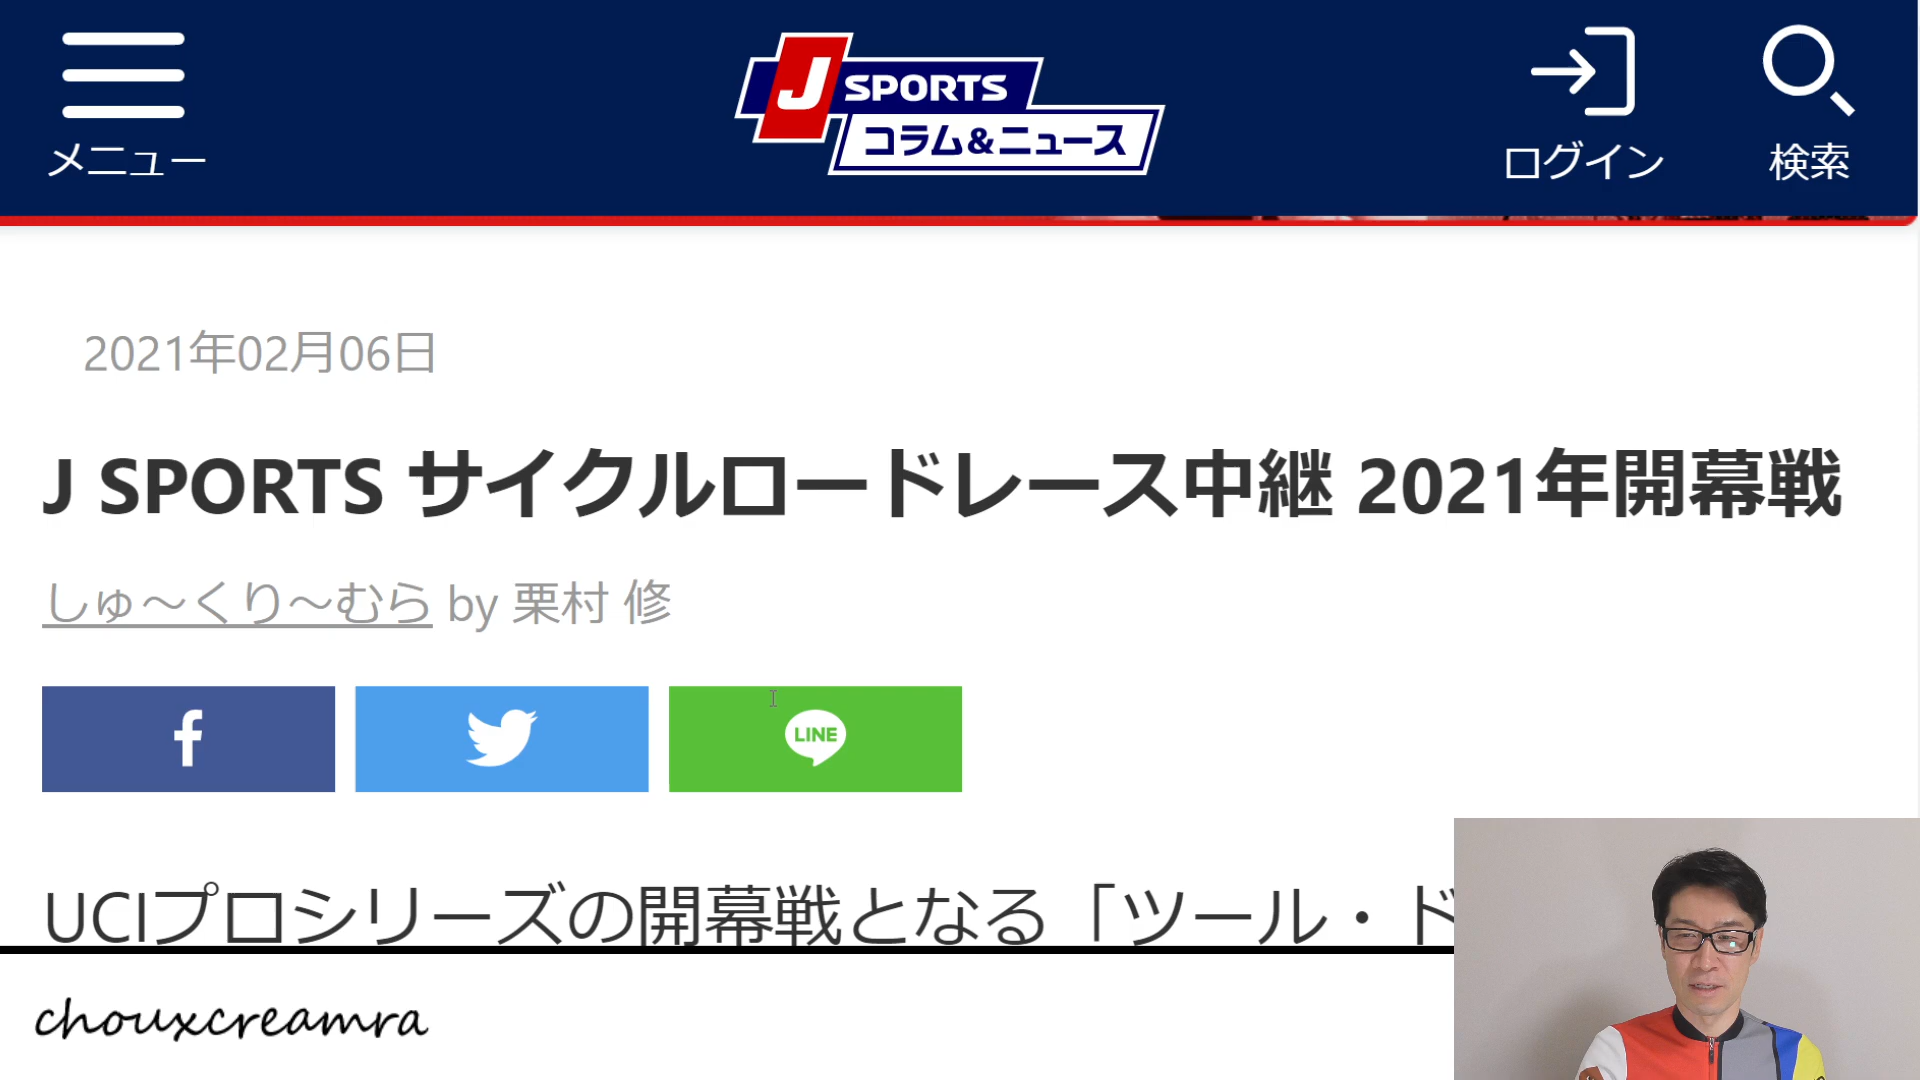 メニュー
J SPORTS
コラム&ニュース
ログイン
検索
2021年02月06日
J SPORTS サイクルロードレース中継 2021年開幕戦
しゅ〜くり〜むら by 栗村 修
f
LINE
UCIプロシリーズの開幕戦となる「ツール・ド
chouxcreamra